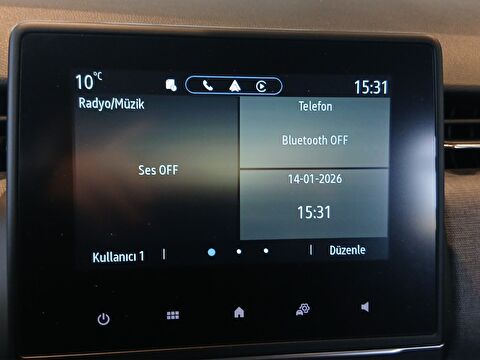 10°C
15:31
Radyo/Müzik
Ses OFF
Telefon
Bluetooth OFF
14-01-2026
15:31
Kullanıcı 1
Düzenle